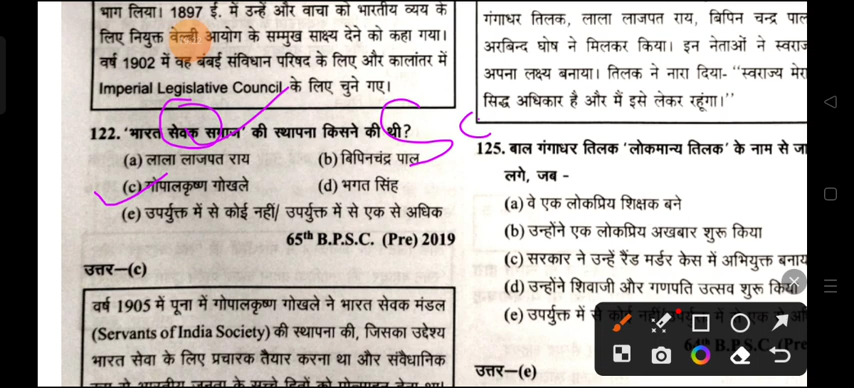 भाग लिया। 1897 ई. में उन्हें और वाचा को भारतीय व्यय के
लिए नियुक्त वेल्बी आयोग के सम्मुख साक्ष्य देने को कहा गया।
वर्ष 1902 में वह बंबई संविधान परिषद के लिए और कालांतर में
Imperial Legislative Council के लिए चुने गए।
122. 'भारत सेवक समाज' की स्थापना किसने की थी?
(a) लाला लाजपत राय (b) बिपिनचंद्र पाल
(c) गोपालकृष्ण गोखले (d) भगत सिंह
(e) उपर्युक्त में से कोई नहीं/ उपर्युक्त में से एक से अधिक
65th B.P.S.C. (Pre) 2019
उत्तर–(c)
वर्ष 1905 में पूना में गोपालकृष्ण गोखले ने भारत सेवक मंडल
(Servants of India Society) की स्थापना की, जिसका उद्देश्य
भारत सेवा के लिए प्रचारक तैयार करना था और संवैधानिक
गंगाधर तिलक, लाला लाजपत राय, बिपिन चन्द्र पाल
अरबिन्द घोष ने मिलकर किया। इन नेताओं ने स्वराज
अपना लक्ष्य बनाया। तिलक ने नारा दिया- "स्वराज्य मेरा
सिद्ध अधिकार है और मैं इसे लेकर रहूंगा।"
125. बाल गंगाधर तिलक 'लोकमान्य तिलक' के नाम से जा
लगे, जब -
(a) वे एक लोकप्रिय शिक्षक बने
(b) उन्होंने एक लोकप्रिय अखबार शुरू किया
(c) सरकार ने उन्हें रैंड मर्डर केस में अभियुक्त बनाय
(d) उन्होंने शिवाजी और गणपति उत्सव शुरू किया
(e) उपर्युक्त में से
उत्तर–(e)